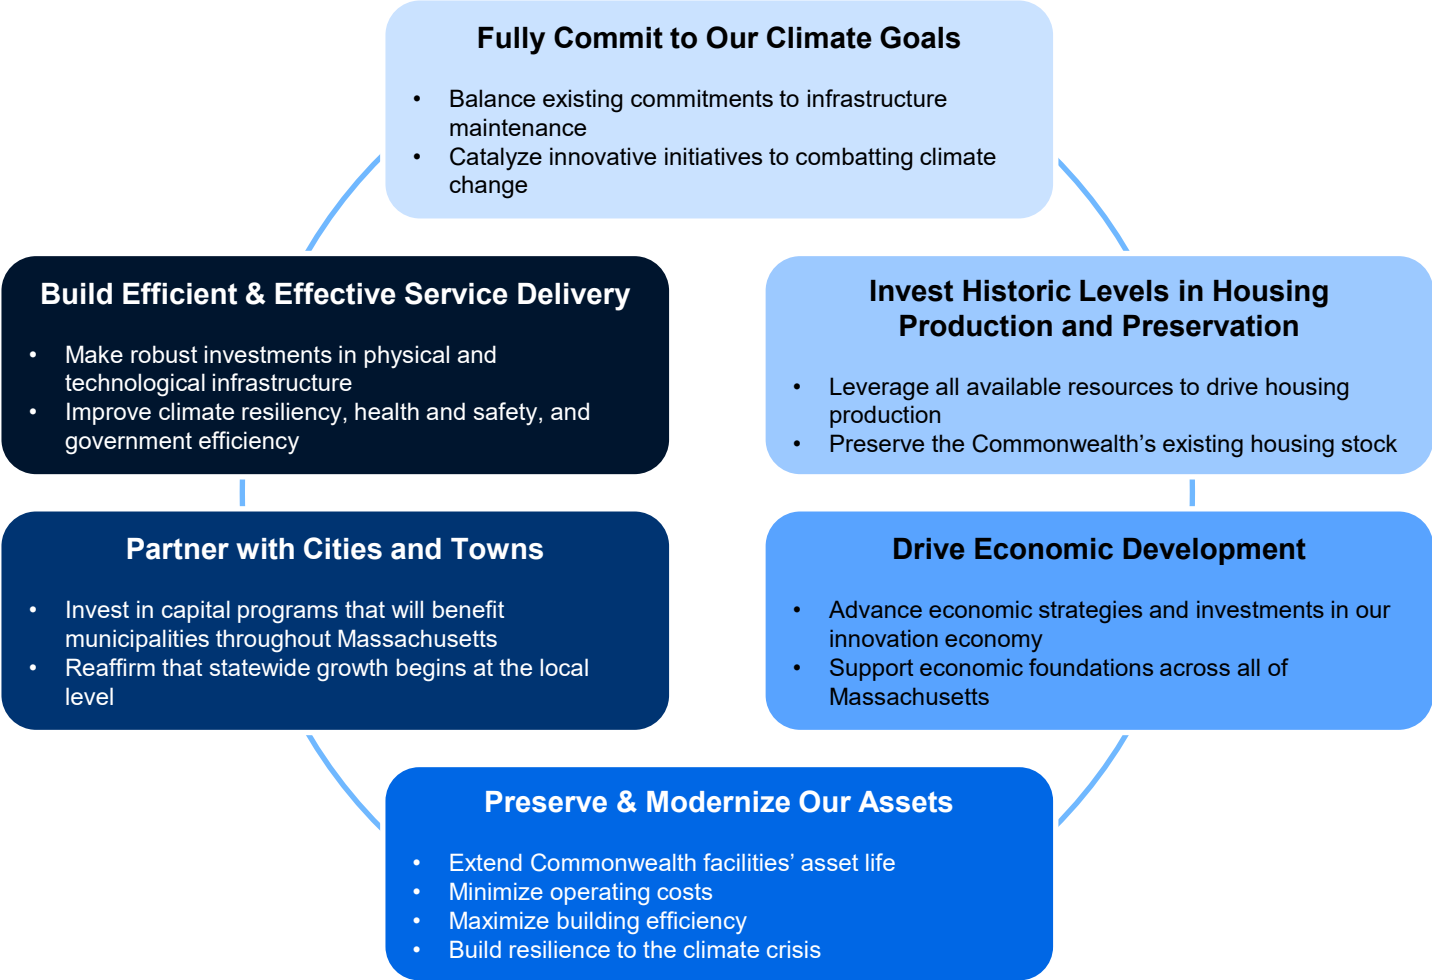 Fully Commit to Our Climate Goals
• Balance existing commitments to infrastructure
maintenance
• Catalyze innovative initiatives to combatting climate
change
Build Efficient & Effective Service Delivery
• Make robust investments in physical and
technological infrastructure
• Improve climate resiliency, health and safety, and
government efficiency
Invest Historic Levels in Housing
Production and Preservation
• Leverage all available resources to drive housing
production
• Preserve the Commonwealth’s existing housing stock
Partner with Cities and Towns
• Invest in capital programs that will benefit
municipalities throughout Massachusetts
• Reaffirm that statewide growth begins at the local
level
Drive Economic Development
• Advance economic strategies and investments in our
innovation economy
• Support economic foundations across all of
Massachusetts
Preserve & Modernize Our Assets
• Extend Commonwealth facilities’ asset life
• Minimize operating costs
• Maximize building efficiency
• Build resilience to the climate crisis